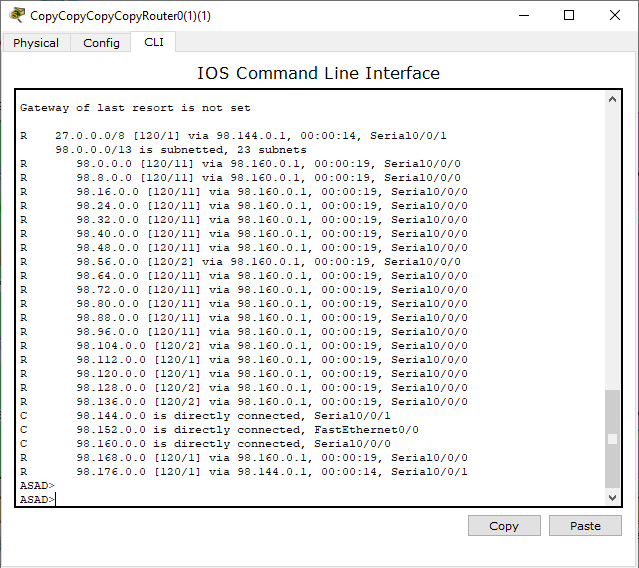 CopyCopyCopyCopyRouter0(1)(1)
Physical Config CLI
IOS Command Line Interface
Gateway of last resort is not set
R    27.0.0.0/8 [120/1] via 98.144.0.1, 00:00:14, Serial0/0/1
     98.0.0.0/13 is subnetted, 23 subnets
R       98.0.0.0 [120/11] via 98.160.0.1, 00:00:19, Serial0/0/0
R       98.8.0.0 [120/11] via 98.160.0.1, 00:00:19, Serial0/0/0
R       98.16.0.0 [120/11] via 98.160.0.1, 00:00:19, Serial0/0/0
R       98.24.0.0 [120/11] via 98.160.0.1, 00:00:19, Serial0/0/0
R       98.32.0.0 [120/11] via 98.160.0.1, 00:00:19, Serial0/0/0
R       98.40.0.0 [120/11] via 98.160.0.1, 00:00:19, Serial0/0/0
R       98.48.0.0 [120/11] via 98.160.0.1, 00:00:19, Serial0/0/0
R       98.56.0.0 [120/2] via 98.160.0.1, 00:00:19, Serial0/0/0
R       98.64.0.0 [120/11] via 98.160.0.1, 00:00:19, Serial0/0/0
R       98.72.0.0 [120/11] via 98.160.0.1, 00:00:19, Serial0/0/0
R       98.80.0.0 [120/11] via 98.160.0.1, 00:00:19, Serial0/0/0
R       98.88.0.0 [120/11] via 98.160.0.1, 00:00:19, Serial0/0/0
R       98.96.0.0 [120/11] via 98.160.0.1, 00:00:19, Serial0/0/0
R       98.104.0.0 [120/2] via 98.160.0.1, 00:00:19, Serial0/0/0
R       98.112.0.0 [120/1] via 98.160.0.1, 00:00:19, Serial0/0/0
R       98.120.0.0 [120/1] via 98.160.0.1, 00:00:19, Serial0/0/0
R       98.128.0.0 [120/2] via 98.160.0.1, 00:00:19, Serial0/0/0
R       98.136.0.0 [120/2] via 98.160.0.1, 00:00:19, Serial0/0/0
C       98.144.0.0 is directly connected, Serial0/0/1
C       98.152.0.0 is directly connected, FastEthernet0/0
C       98.160.0.0 is directly connected, Serial0/0/0
R       98.168.0.0 [120/1] via 98.160.0.1, 00:00:19, Serial0/0/0
R       98.176.0.0 [120/1] via 98.144.0.1, 00:00:14, Serial0/0/1
ASAD>
ASAD>
Copy Paste